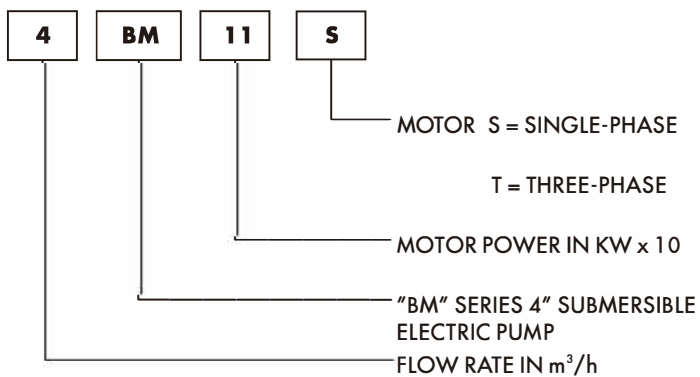 4 BM 11 S
MOTOR S = SINGLE-PHASE
T = THREE-PHASE
MOTOR POWER IN KW x 10
"BM" SERIES 4" SUBMERSIBLE
ELECTRIC PUMP
FLOW RATE IN m³/h